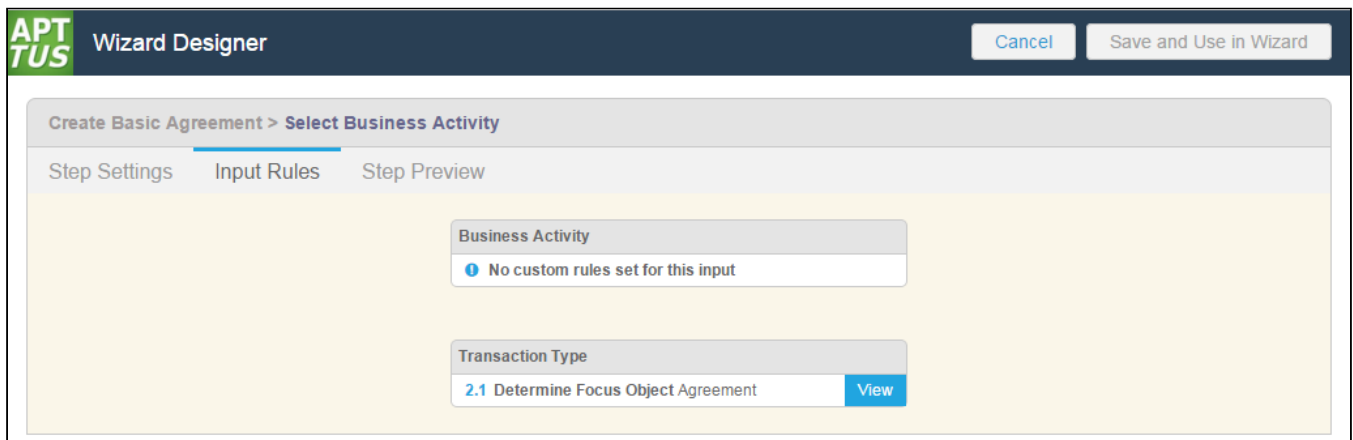 APT
TUS
Wizard Designer
Cancel
Save and Use in Wizard
Create Basic Agreement > Select Business Activity
Step Settings
Input Rules
Step Preview
Business Activity
No custom rules set for this input
Transaction Type
2.1 Determine Focus Object Agreement
View